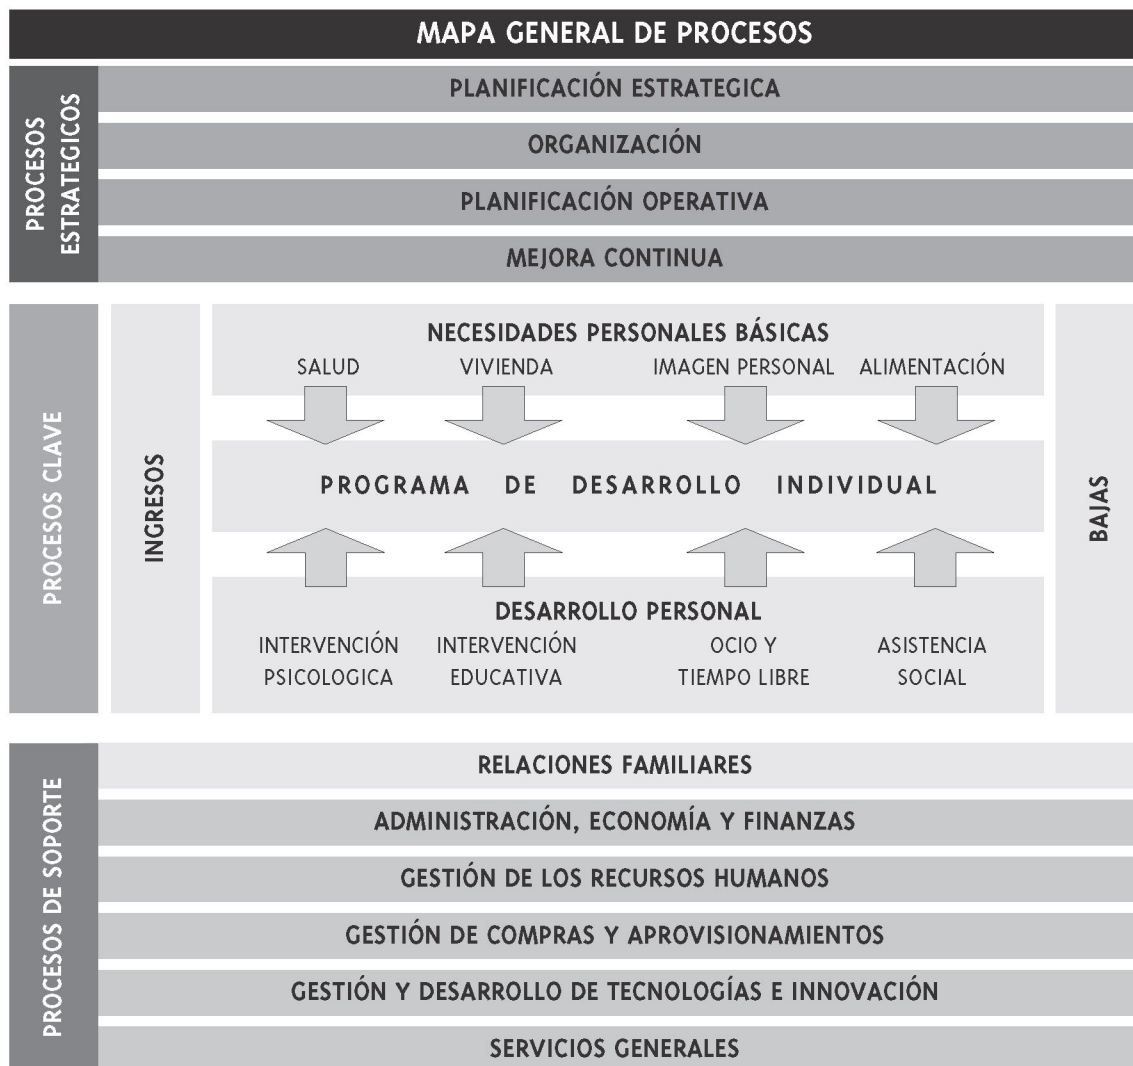 MAPA GENERAL DE PROCESOS
PROCESOS
ESTRATEGICOS
PLANIFICACIÓN ESTRATEGICA
ORGANIZACIÓN
PLANIFICACIÓN OPERATIVA
MEJORA CONTINUA
PROCESOS CLAVE
INGRESOS
NECESIDADES PERSONALES BÁSICAS
SALUD VIVIENDA IMAGEN PERSONAL ALIMENTACIÓN
PROGRAMA DE DESARROLLO INDIVIDUAL
DESARROLLO PERSONAL
INTERVENCIÓN INTERVENCIÓN OCIO Y ASISTENCIA
PSICOLOGICA EDUCATIVA TIEMPO LIBRE SOCIAL
BAJAS
PROCESOS DE SOPORTE
RELACIONES FAMILIARES
ADMINISTRACIÓN, ECONOMÍA Y FINANZAS
GESTIÓN DE LOS RECURSOS HUMANOS
GESTIÓN DE COMPRAS Y APROVISIONAMIENTOS
GESTIÓN Y DESARROLLO DE TECNOLOGÍAS E INNOVACIÓN
SERVICIOS GENERALES